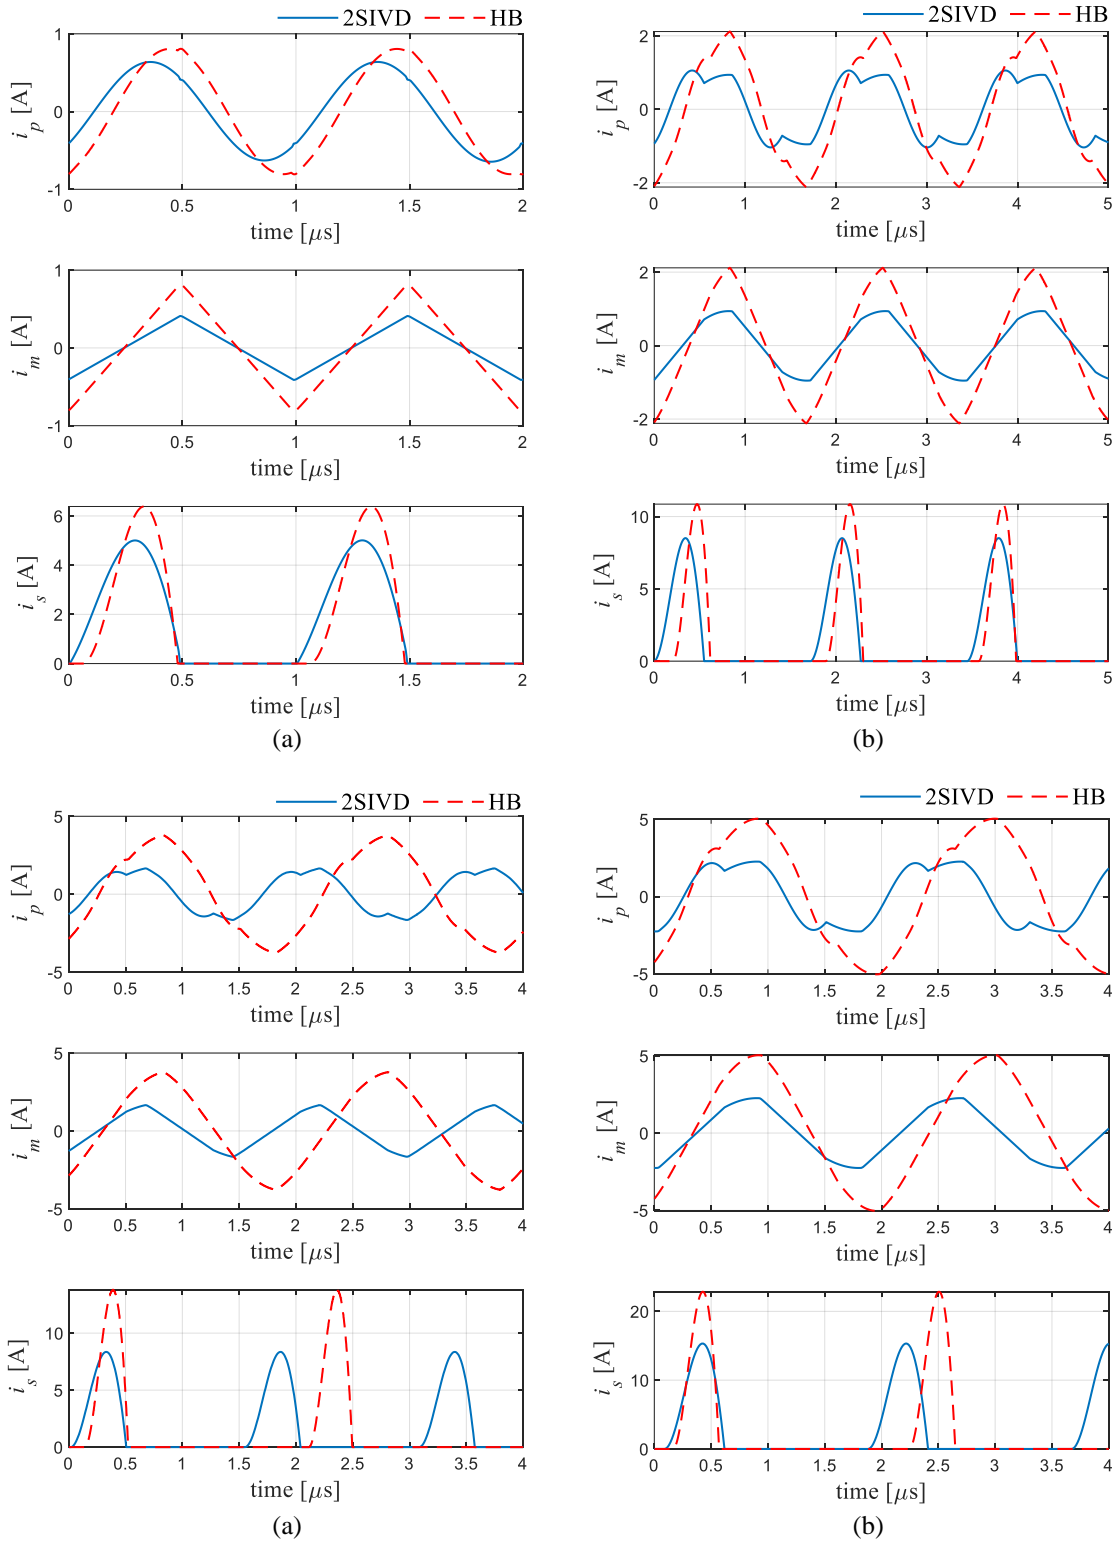 2SIVD HB
1
0
-1
i_p [A]
0 0.5 1 1.5 2
time [μs]
1
0
-1
i_m [A]
0 0.5 1 1.5 2
time [μs]
6
4
2
0
i_s [A]
0 0.5 1 1.5 2
time [μs]
(a)
2SIVD HB
2
0
-2
i_p [A]
0 1 2 3 4 5
time [μs]
2
0
-2
i_m [A]
0 1 2 3 4 5
time [μs]
10
5
0
i_s [A]
0 1 2 3 4 5
time [μs]
(b)
2SIVD HB
5
0
-5
i_p [A]
0 0.5 1 1.5 2 2.5 3 3.5 4
time [μs]
5
0
-5
i_m [A]
0 0.5 1 1.5 2 2.5 3 3.5 4
time [μs]
10
5
0
i_s [A]
0 0.5 1 1.5 2 2.5 3 3.5 4
time [μs]
(a)
2SIVD HB
5
0
-5
i_p [A]
0 0.5 1 1.5 2 2.5 3 3.5 4
time [μs]
5
0
-5
i_m [A]
0 0.5 1 1.5 2 2.5 3 3.5 4
time [μs]
20
10
0
i_s [A]
0 0.5 1 1.5 2 2.5 3 3.5 4
time [μs]
(b)